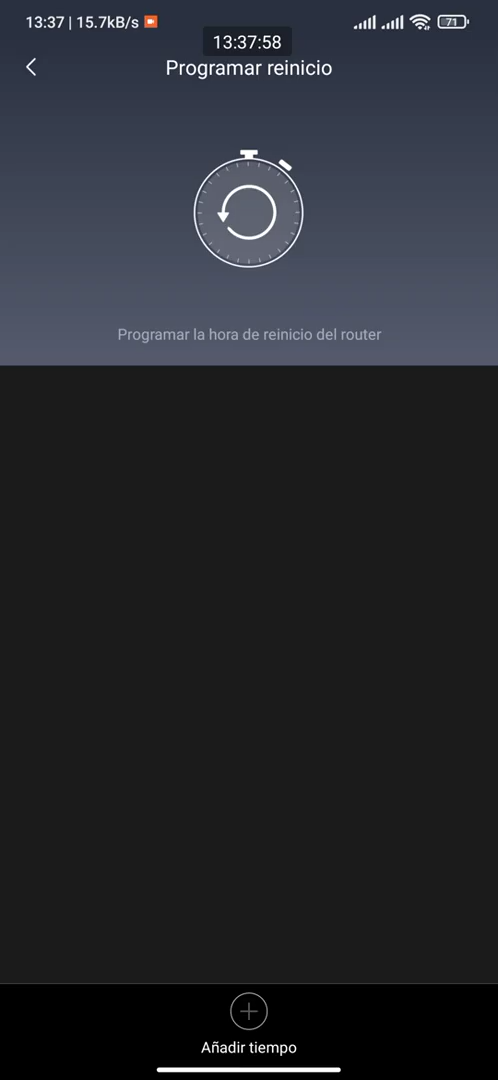 13:37 | 15.7kB/s
71
13:37:58
Programar reinicio
Programar la hora de reinicio del router
Añadir tiempo